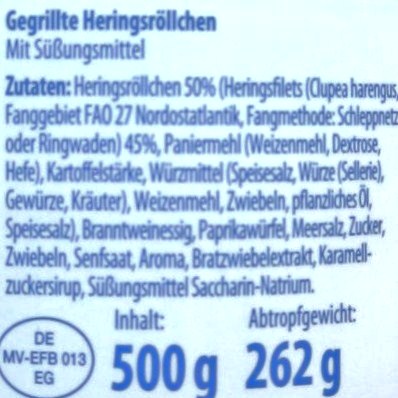 Gegrillte Heringsröllchen
Mit Süßungsmittel
Zutaten: Heringsröllchen 50% (Heringsfilets (Clupea harengus,
Fanggebiet FAO 27 Nordostatlantik, Fangmethode: Schleppnetz
oder Ringwaden) 45%, Paniermehl (Weizenmehl, Dextrose,
Hefe), Kartoffelstärke, Würzmittel (Speisesalz, Würze (Sellerie),
Gewürze, Kräuter), Weizenmehl, Zwiebeln, pflanzliches Öl,
Speisesalz), Branntweinessig, Paprikawürfel, Meersalz, Zucker,
Zwiebeln, Senfsaat, Aroma, Bratzwiebelextrakt, Karamell-
zuckersirup, Süßungsmittel Saccharin-Natrium.
Inhalt: Abtropfgewicht:
500 g 262 g
DE
MV-EFB 013
EG